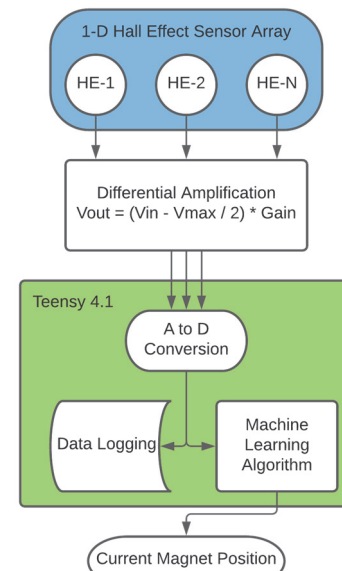 1-D Hall Effect Sensor Array
HE-1
HE-2
HE-N
Differential Amplification
Vout = (Vin - Vmax / 2) * Gain
Teensy 4.1
A to D
Conversion
Data Logging
Machine
Learning
Algorithm
Current Magnet Position